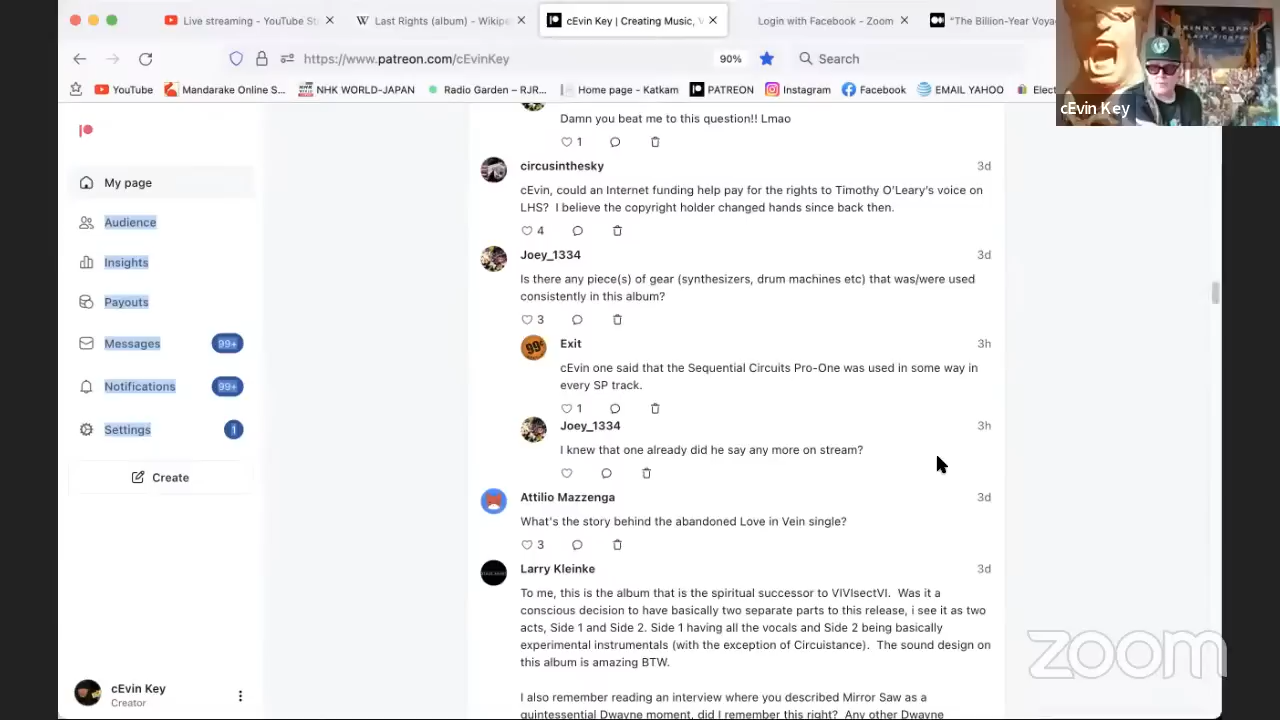 Live streaming - YouTube St
Last Rights (album) - Wikipe
cEvin Key | Creating Music, V
Login with Facebook - Zoom
"The Billion-Year Voya
https://www.patreon.com/cEvinKey
90%
Search
YouTube
Mandarake Online S...
NHK WORLD-JAPAN
Radio Garden – RJR...
Home page - Katkam
PATREON
Instagram
Facebook
EMAIL YAHOO
Elect
SKINNY PUPPY
LAST RIGHTS
cEvin Key
My page
Audience
Insights
Payouts
Messages 99+
Notifications 99+
Settings 1
Create
cEvin Key
Creator
Damn you beat me to this question!! Lmao
1
circusinthesky 3d
cEvin, could an Internet funding help pay for the rights to Timothy O'Leary's voice on
LHS?  I believe the copyright holder changed hands since back then.
4
Joey_1334 3d
Is there any piece(s) of gear (synthesizers, drum machines etc) that was/were used
consistently in this album?
3
99¢
Exit 3h
cEvin one said that the Sequential Circuits Pro-One was used in some way in
every SP track.
1
Joey_1334 3h
I knew that one already did he say any more on stream?
Attilio Mazzenga 3d
What's the story behind the abandoned Love in Vein single?
3
Larry Kleinke 3d
To me, this is the album that is the spiritual successor to VIVIsectVI.  Was it a
conscious decision to have basically two separate parts to this release, i see it as two
acts, Side 1 and Side 2. Side 1 having all the vocals and Side 2 being basically
experimental instrumentals (with the exception of Circuistance).  The sound design on
this album is amazing BTW.
I also remember reading an interview where you described Mirror Saw as a
quintessential Dwayne moment, did I remember this right?  Any other Dwayne
zoom